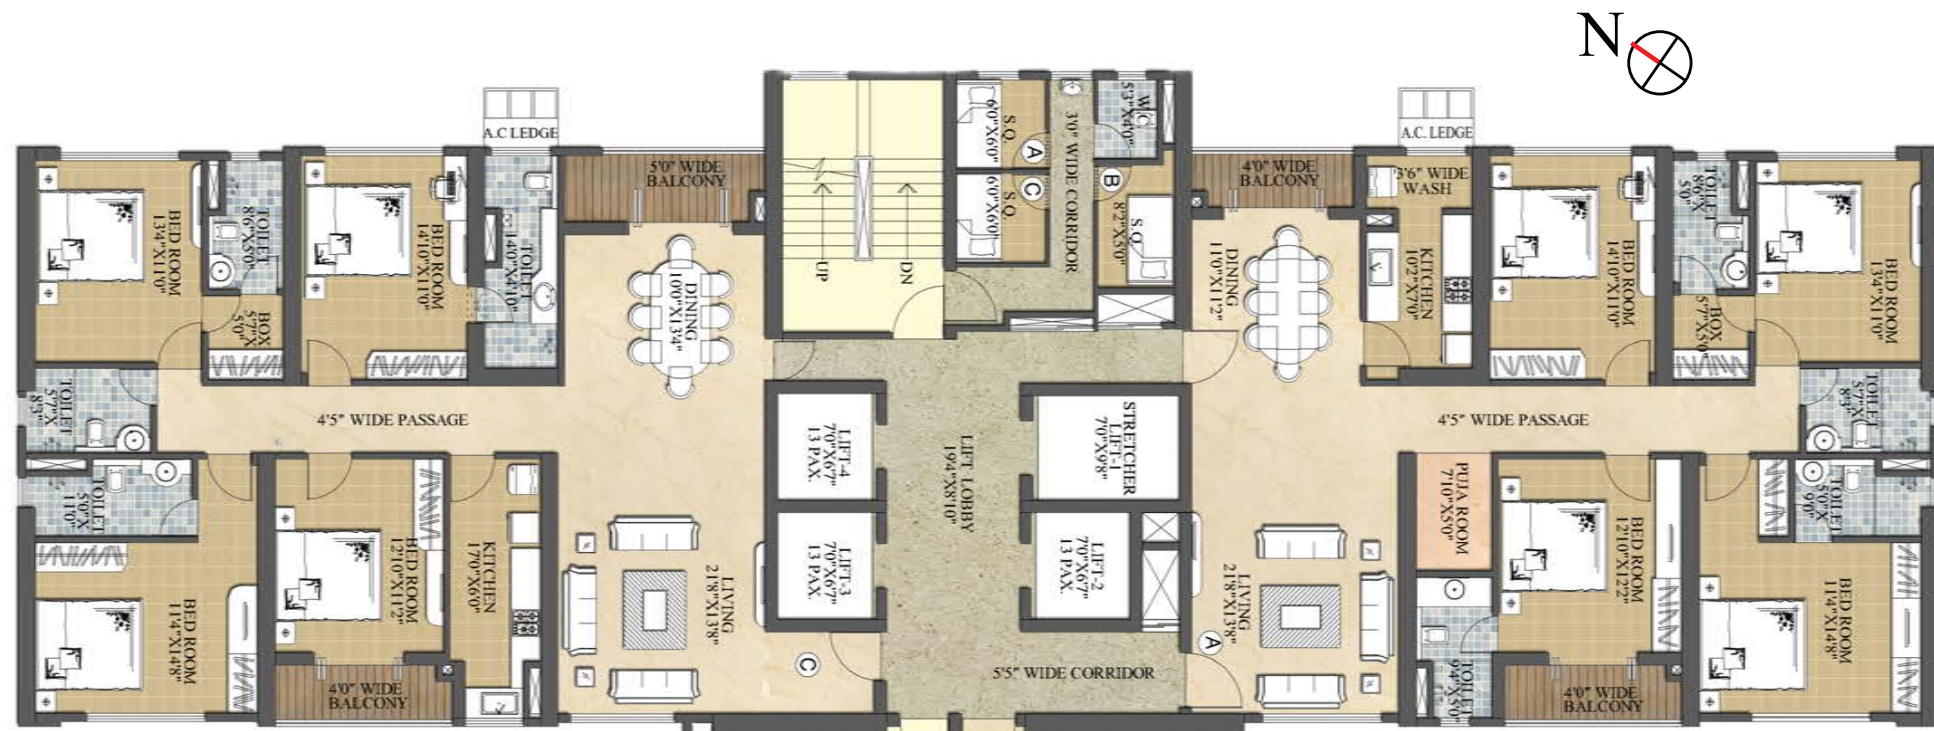 N
A.C LEDGE
A.C. LEDGE
5'0" WIDE
BALCONY
BED ROOM
13'4"X11'0"
TOILET
8'6"X5'0"
BOX
5'7"X
5'0"
BED ROOM
14'10"X11'0"
TOILET
14'0"X4'10"
DINING
10'0"X13'4"
UP
DN
S.Q.
6'0"X6'0"
A
S.Q.
6'0"X6'0"
C
3'0" WIDE CORRIDOR
W.C
5'3"X4'0"
B
S.Q.
8'2"X5'0"
4'0" WIDE
BALCONY
DINING
11'0"X11'2"
3'6" WIDE
WASH
KITCHEN
10'2"X7'0"
BED ROOM
14'10"X11'0"
TOILET
8'6"X
5'0"
BOX
5'7"X5'0"
BED ROOM
13'4"X11'0"
TOILET
5'7"X
8'3"
4'5" WIDE PASSAGE
LIFT-4
7'0"X6'7"
13 PAX.
LIFT LOBBY
19'4"X8'10"
STRETCHER
LIFT-1
7'0"X9'8"
4'5" WIDE PASSAGE
TOILET
5'7"X
8'3"
TOILET
5'0"X
11'0"
BED ROOM
11'4"X14'8"
BED ROOM
12'10"X11'2"
KITCHEN
17'0"X6'0"
4'0" WIDE
BALCONY
LIVING
21'8"X13'8"
C
LIFT-3
7'0"X6'7"
13 PAX.
LIFT-2
7'0"X6'7"
13 PAX.
5'5" WIDE CORRIDOR
LIVING
21'8"X13'8"
A
PUJA ROOM
7'10"X5'0"
TOILET
9'4"X5'0"
BED ROOM
12'10"X12'2"
4'0" WIDE
BALCONY
TOILET
5'0"X
9'0"
BED ROOM
11'4"X14'8"